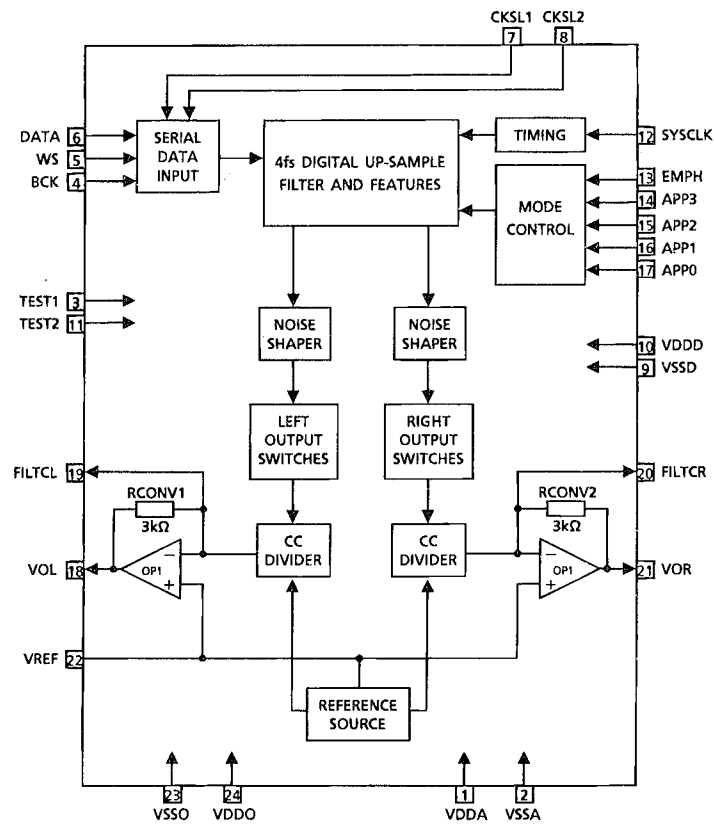 CKSL1 CKSL2
7 8
DATA 6
WS 5
BCK 4
SERIAL
DATA
INPUT
4fs DIGITAL UP-SAMPLE
FILTER AND FEATURES
TIMING
12 SYSCLK
MODE
CONTROL
13 EMPH
14 APP3
15 APP2
16 APP1
17 APP0
TEST1 3
TEST2 11
NOISE
SHAPER
NOISE
SHAPER
10 VDDD
9 VSSD
LEFT
OUTPUT
SWITCHES
RIGHT
OUTPUT
SWITCHES
FILTCL 19
20 FILTCR
RCONV1
3kΩ
RCONV2
3kΩ
CC
DIVIDER
CC
DIVIDER
VOL 18
− OP1 +
− OP1 +
21 VOR
VREF 22
REFERENCE
SOURCE
23 24 1 2
VSSO VDDO VDDA VSSA